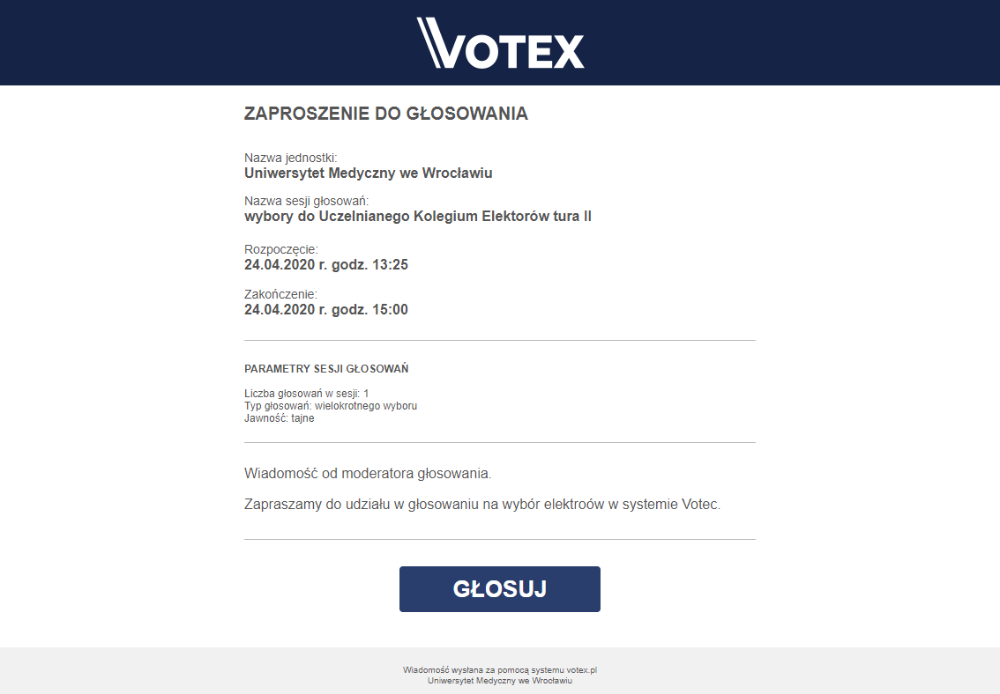 VOTEX
ZAPROSZENIE DO GŁOSOWANIA
Nazwa jednostki:
Uniwersytet Medyczny we Wrocławiu
Nazwa sesji głosowań:
wybory do Uczelnianego Kolegium Elektorów tura II
Rozpoczęcie:
24.04.2020 r. godz. 13:25
Zakończenie:
24.04.2020 r. godz. 15:00
PARAMETRY SESJI GŁOSOWAŃ
Liczba głosowań w sesji: 1
Typ głosowań: wielokrotnego wyboru
Jawność: tajne
Wiadomość od moderatora głosowania.
Zapraszamy do udziału w głosowaniu na wybór elektroów w systemie Votec.
GŁOSUJ
Wiadomość wysłana za pomocą systemu votex.pl
Uniwersytet Medyczny we Wrocławiu